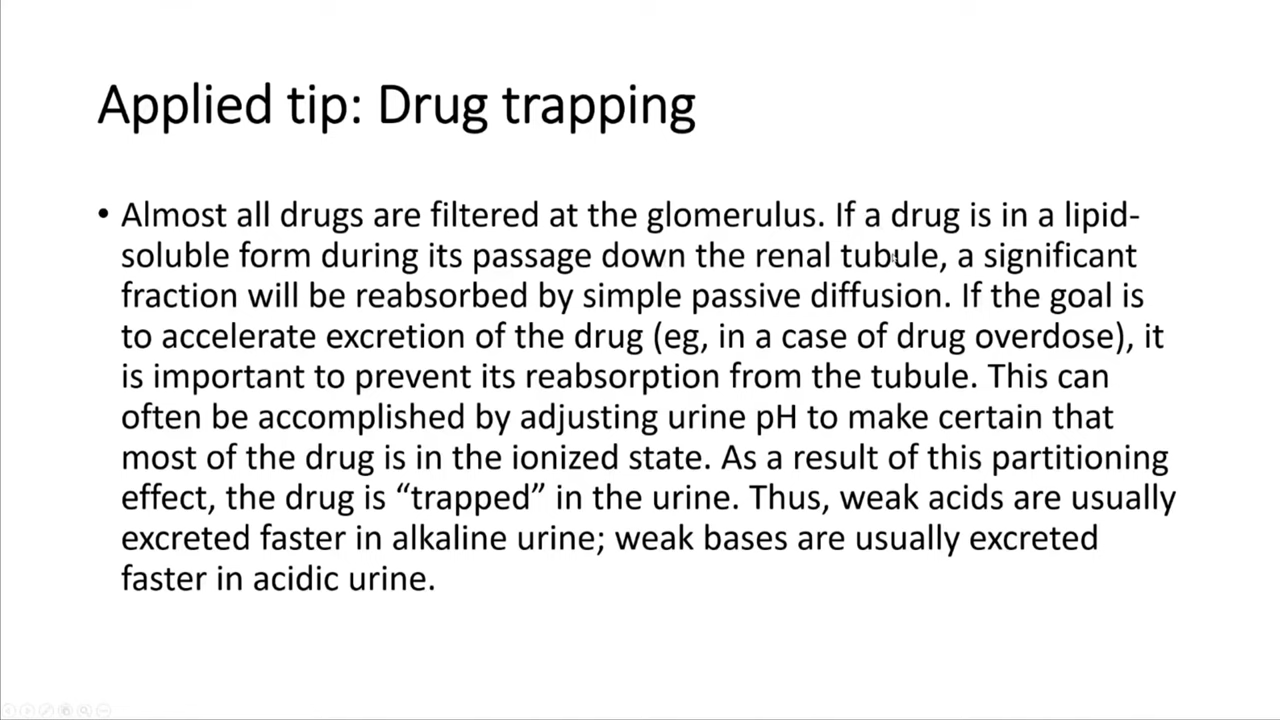 Applied tip: Drug trapping
• Almost all drugs are filtered at the glomerulus. If a drug is in a lipid-
soluble form during its passage down the renal tubule, a significant
fraction will be reabsorbed by simple passive diffusion. If the goal is
to accelerate excretion of the drug (eg, in a case of drug overdose), it
is important to prevent its reabsorption from the tubule. This can
often be accomplished by adjusting urine pH to make certain that
most of the drug is in the ionized state. As a result of this partitioning
effect, the drug is “trapped” in the urine. Thus, weak acids are usually
excreted faster in alkaline urine; weak bases are usually excreted
faster in acidic urine.